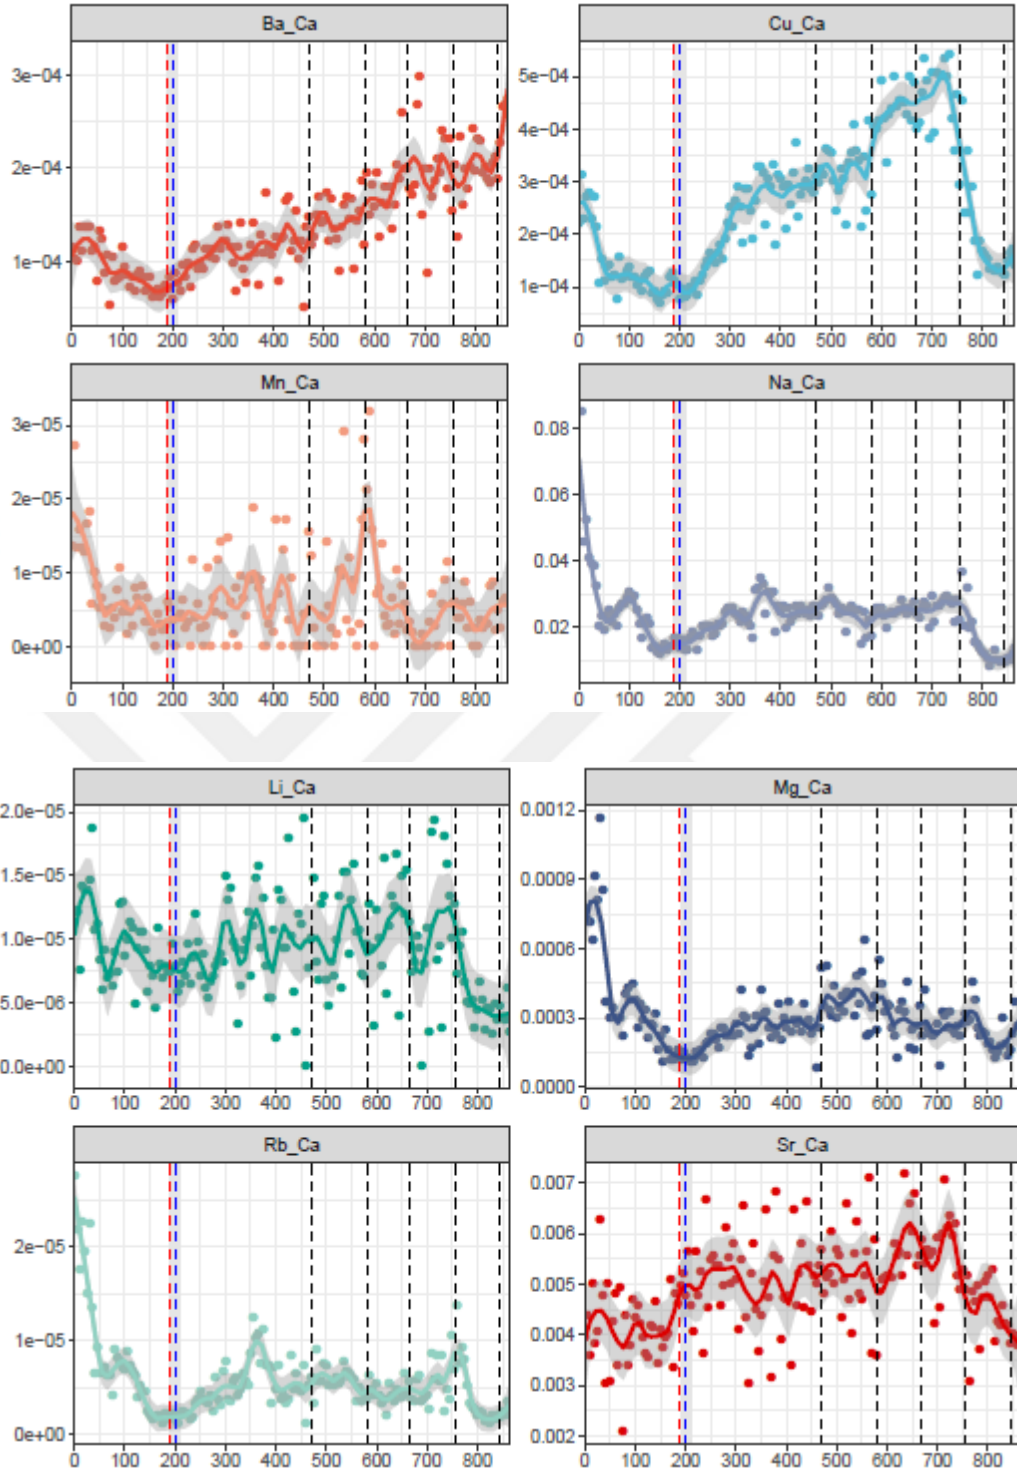 Ba_Ca Cu_Ca
3e-04 5e-04
2e-04 4e-04
1e-04 3e-04
2e-04
1e-04
0 100 200 300 400 500 600 700 800 0 100 200 300 400 500 600 700 800
Mn_Ca Na_Ca
3e-05 0.08
2e-05 0.06
1e-05 0.04
0e+00 0.02
0 100 200 300 400 500 600 700 800 0 100 200 300 400 500 600 700 800
Li_Ca Mg_Ca
2.0e-05 0.0012
1.5e-05 0.0009
1.0e-05 0.0006
5.0e-06 0.0003
0.0e+00 0.0000
0 100 200 300 400 500 600 700 800 0 100 200 300 400 500 600 700 800
Rb_Ca Sr_Ca
2e-05 0.007
1e-05 0.006
0e+00 0.005
0.004
0.003
0.002
0 100 200 300 400 500 600 700 800 0 100 200 300 400 500 600 700 800